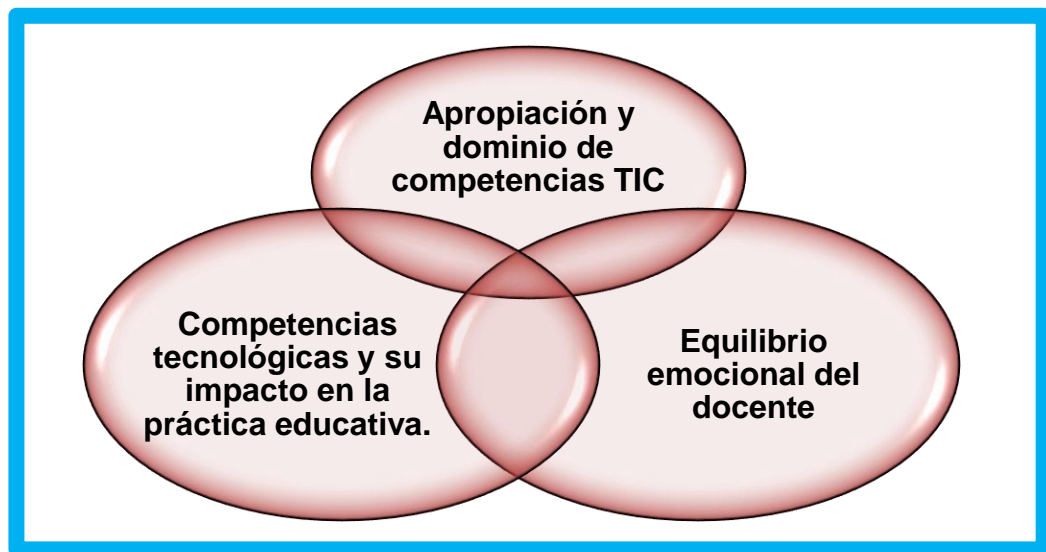 Apropiación y
dominio de
competencias TIC
Competencias
tecnológicas y su
impacto en la
práctica educativa.
Equilibrio
emocional del
docente